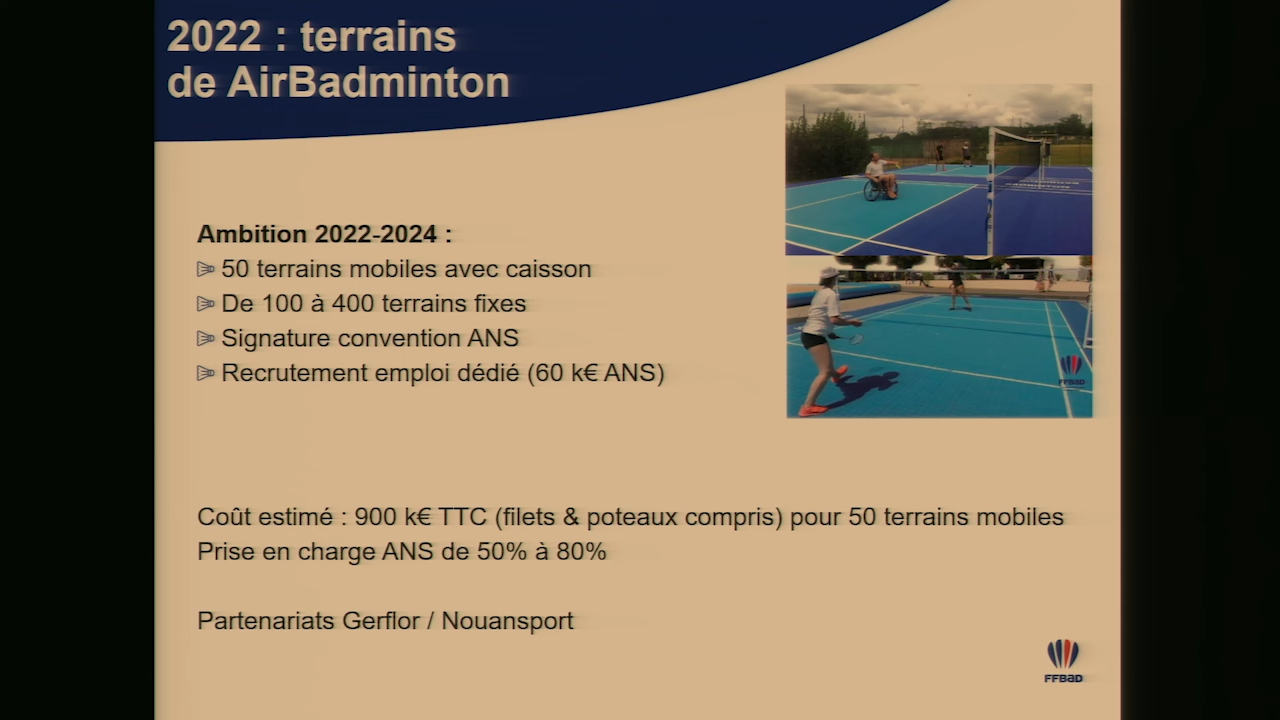 2022 : terrains
de AirBadminton
Ambition 2022-2024 :
50 terrains mobiles avec caisson
De 100 à 400 terrains fixes
Signature convention ANS
Recrutement emploi dédié (60 k€ ANS)
FFBaD
Coût estimé : 900 k€ TTC (filets & poteaux compris) pour 50 terrains mobiles
Prise en charge ANS de 50% à 80%
Partenariats Gerflor / Nouansport
FFBaD